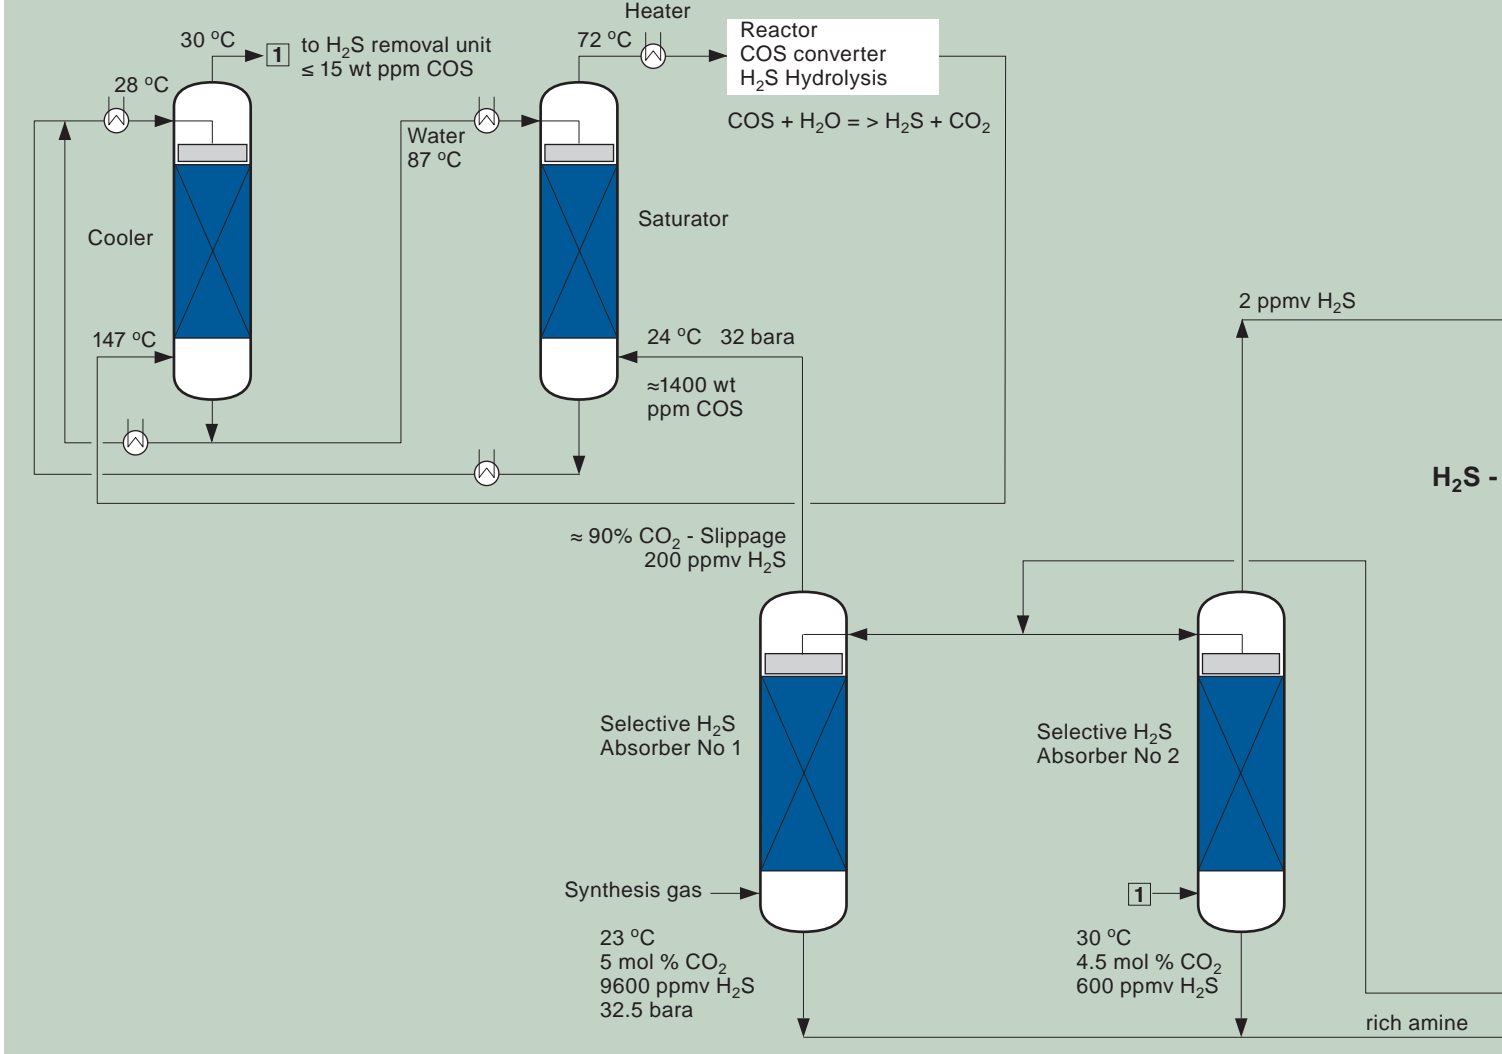 Heater
30 °C
1 to H₂S removal unit
≤ 15 wt ppm COS
72 °C
Reactor
COS converter
H₂S Hydrolysis
28 °C
Water
87 °C
COS + H₂O = > H₂S + CO₂
Cooler
Saturator
147 °C
24 °C 32 bara
≈1400 wt
ppm COS
2 ppmv H₂S
H₂S -
≈ 90% CO₂ - Slippage
200 ppmv H₂S
Selective H₂S
Absorber No 1
Selective H₂S
Absorber No 2
Synthesis gas
23 °C
5 mol % CO₂
9600 ppmv H₂S
32.5 bara
1
30 °C
4.5 mol % CO₂
600 ppmv H₂S
rich amine